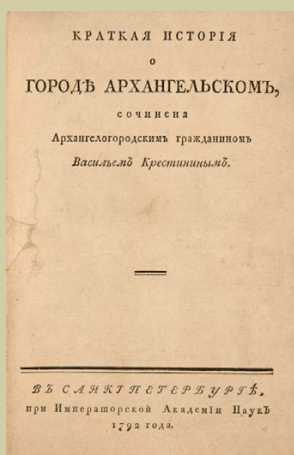 КРАТКАЯ ИСТОРІЯ
О
ГОРОДѢ АРХАНГЕЛЬСКОМЪ,
сочинена
Архангелогородскимъ гражданиномъ
Васильемъ Крестининымъ.
ВЪ САНКТПЕТЕРБУРГѢ,
при Императорской Академіи Наукъ
1792 года.